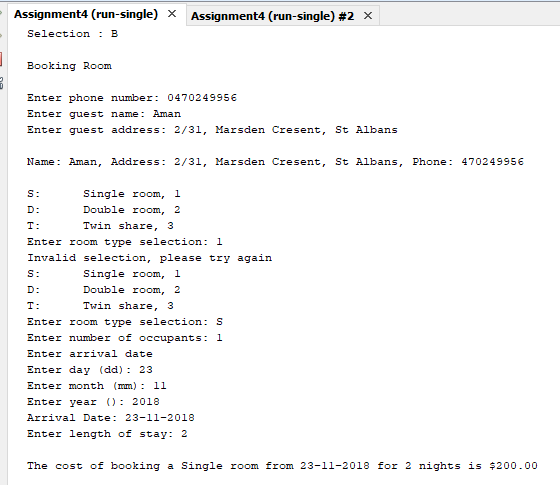 Assignment4 (run-single) × Assignment4 (run-single) #2 ×
Selection : B
Booking Room
Enter phone number: 0470249956
Enter guest name: Aman
Enter guest address: 2/31, Marsden Cresent, St Albans
Name: Aman, Address: 2/31, Marsden Cresent, St Albans, Phone: 470249956
S: Single room, 1
D: Double room, 2
T: Twin share, 3
Enter room type selection: 1
Invalid selection, please try again
S: Single room, 1
D: Double room, 2
T: Twin share, 3
Enter room type selection: S
Enter number of occupants: 1
Enter arrival date
Enter day (dd): 23
Enter month (mm): 11
Enter year (): 2018
Arrival Date: 23-11-2018
Enter length of stay: 2
The cost of booking a Single room from 23-11-2018 for 2 nights is $200.00